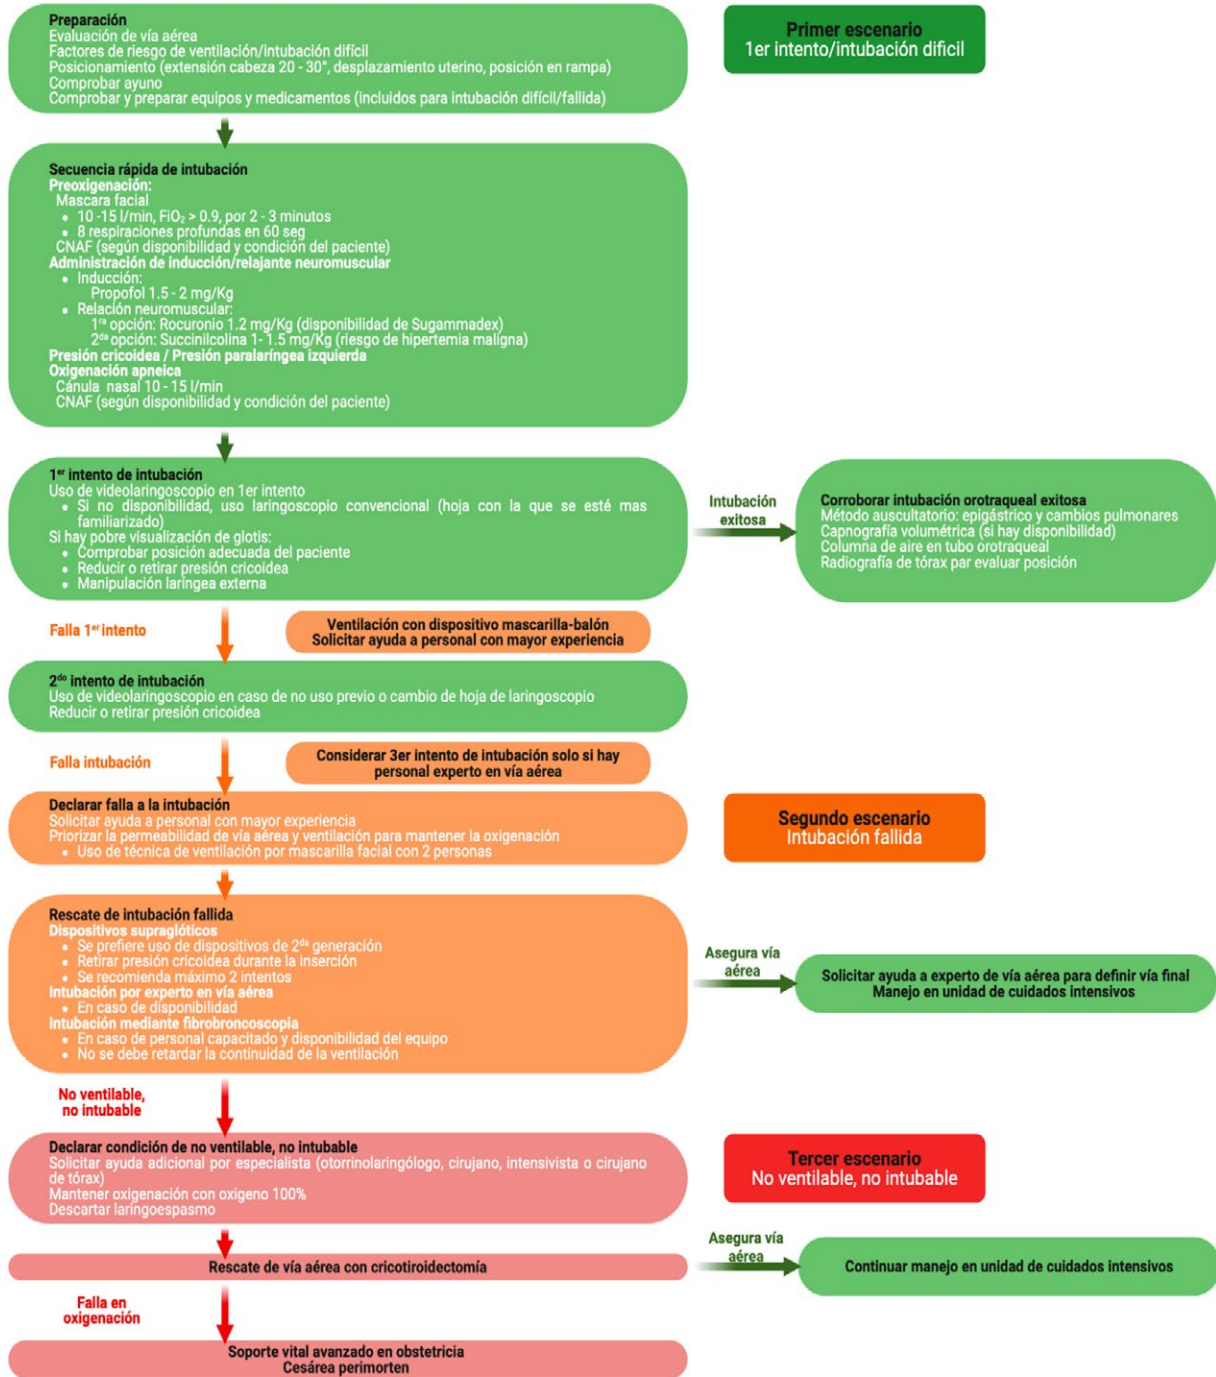 Preparación
Evaluación de vía aérea
Factores de riesgo de ventilación/intubación difícil
Posicionamiento (extensión cabeza 20 - 30°, desplazamiento uterino, posición en rampa)
Comprobar ayuno
Comprobar y preparar equipos y medicamentos (incluidos para intubación difícil/fallida)
Primer escenario
1er intento/intubación dificil
Secuencia rápida de intubación
Preoxigenación:
Mascara facial
• 10 -15 l/min, FiO₂ > 0.9, por 2 - 3 minutos
• 8 respiraciones profundas en 60 seg
CNAF (según disponibilidad y condición del paciente)
Administración de inducción/relajante neuromuscular
• Inducción:
Propofol 1.5 - 2 mg/Kg
• Relación neuromuscular:
1ʳᵃ opción: Rocuronio 1.2 mg/Kg (disponibilidad de Sugammadex)
2ᵈᵃ opción: Succinilcolina 1- 1.5 mg/Kg (riesgo de hipertemia malígna)
Presión cricoidea / Presión paralaríngea izquierda
Oxigenación apneica
Cánula nasal 10 - 15 l/min
CNAF (según disponibilidad y condición del paciente)
1ᵉʳ intento de intubación
Uso de videolaringoscopio en 1er intento
• Si no disponibilidad, uso laringoscopio convencional (hoja con la que se esté mas
familiarizado)
Si hay pobre visualización de glotis:
• Comprobar posición adecuada del paciente
• Reducir o retirar presión cricoidea
• Manipulación laríngea externa
Intubación
exitosa
Corroborar intubación orotraqueal exitosa
Método auscultatorio: epigástrico y cambios pulmonares
Capnografía volumétrica (si hay disponibilidad)
Columna de aire en tubo orotraqueal
Radiografía de tórax par evaluar posición
Falla 1ᵉʳ intento
Ventilación con dispositivo mascarilla-balón
Solicitar ayuda a personal con mayor experiencia
2ᵈᵒ intento de intubación
Uso de videolaringoscopio en caso de no uso previo o cambio de hoja de laringoscopio
Reducir o retirar presión cricoidea
Falla intubación
Considerar 3er intento de intubación solo si hay
personal experto en vía aérea
Declarar falla a la intubación
Solicitar ayuda a personal con mayor experiencia
Priorizar la permeabilidad de vía aérea y ventilación para mantener la oxigenación
• Uso de técnica de ventilación por mascarilla facial con 2 personas
Segundo escenario
Intubación fallida
Rescate de intubación fallida
Dispositivos supraglóticos
• Se prefiere uso de dispositivos de 2ᵈᵃ generación
• Retirar presión cricoidea durante la inserción
• Se recomienda máximo 2 intentos
Intubación por experto en vía aérea
• En caso de disponibilidad
Intubación mediante fibrobroncoscopia
• En caso de personal capacitado y disponibilidad del equipo
• No se debe retardar la continuidad de la ventilación
Asegura vía
aérea
Solicitar ayuda a experto de vía aérea para definir vía final
Manejo en unidad de cuidados intensivos
No ventilable,
no intubable
Declarar condición de no ventilable, no intubable
Solicitar ayuda adicional por especialista (otorrinolaringólogo, cirujano, intensivista o cirujano
de tórax)
Mantener oxigenación con oxigeno 100%
Descartar laringoespasmo
Tercer escenario
No ventilable, no intubable
Rescate de vía aérea con cricotiroidectomía
Asegura vía
aérea
Continuar manejo en unidad de cuidados intensivos
Falla en
oxigenación
Soporte vital avanzado en obstetricia
Cesárea perimorten